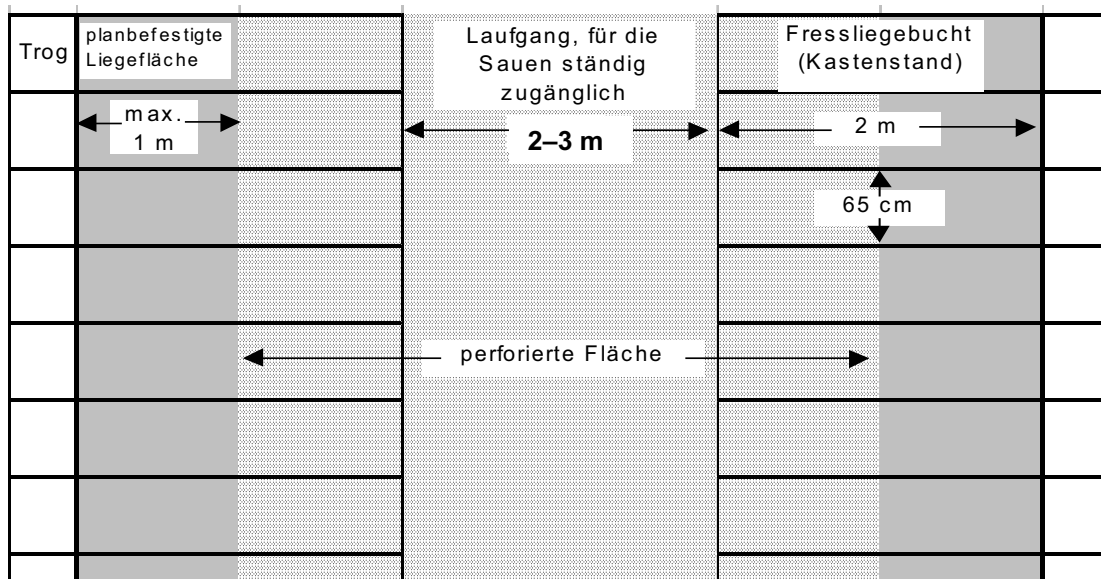 Trog
planbefestigte
Liegefläche
Laufgang, für die
Sauen ständig
zugänglich
Fressliegebucht
(Kastenstand)
max.
1 m
2–3 m
2 m
65 cm
perforierte Fläche